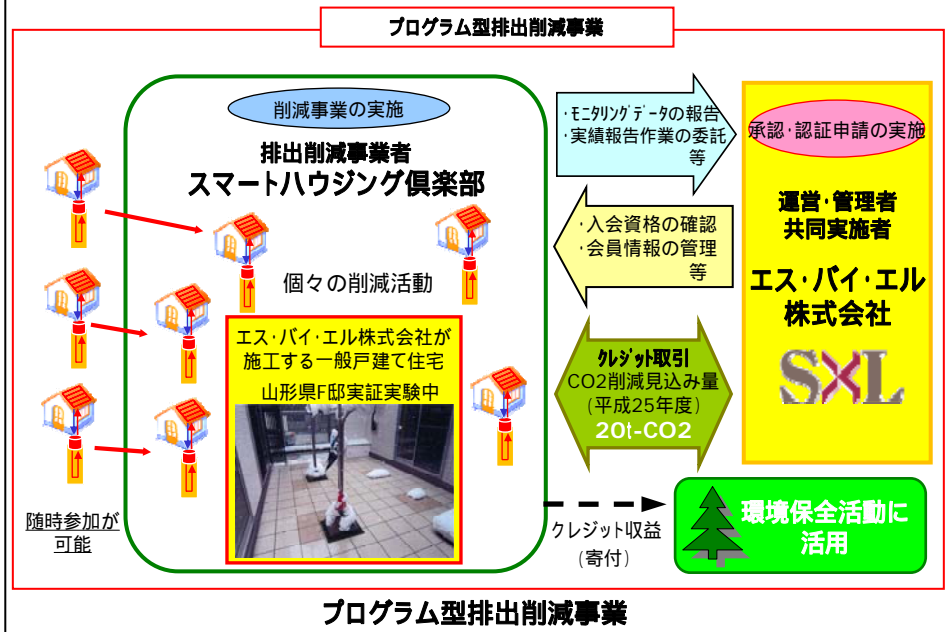 プログラム型排出削減事業
削減事業の実施
排出削減事業者
スマートハウジング倶楽部
個々の削減活動
エス・バイ・エル株式会社が
施工する一般戸建て住宅
山形県F邸実証実験中
随時参加が
可能
・ﾓﾆﾀﾘﾝｸﾞﾃﾞｰﾀの報告
・実績報告作業の委託
等
・入会資格の確認
・会員情報の管理
等
クレジット取引
CO2削減見込み量
(平成25年度)
20t-CO2
クレジット収益
(寄付)
承認・認証申請の実施
運営・管理者
共同実施者
エス・バイ・エル
株式会社
SXL
環境保全活動に
活用
プログラム型排出削減事業